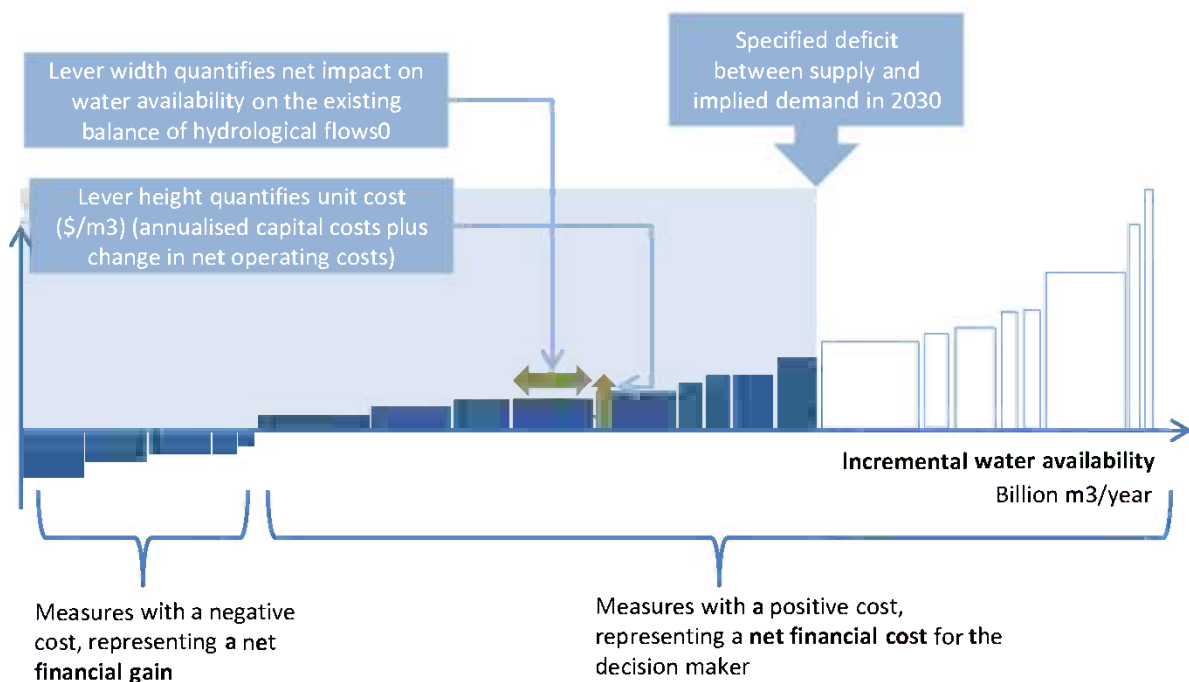 Lever width quantifies net impact on
water availability on the existing
balance of hydrological flows0
Specified deficit
between supply and
implied demand in 2030
Lever height quantifies unit cost
($/m3) (annualised capital costs plus
change in net operating costs)
Incremental water availability
Billion m3/year
Measures with a negative
cost, representing a net
financial gain
Measures with a positive cost,
representing a net financial cost for the
decision maker